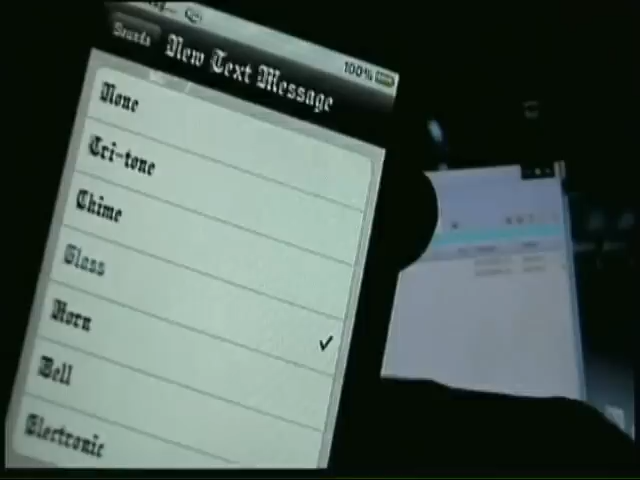 100%
Sounds
New Text Message
None
Tri-tone
Chime
Glass
Horn
Bell
Electronic